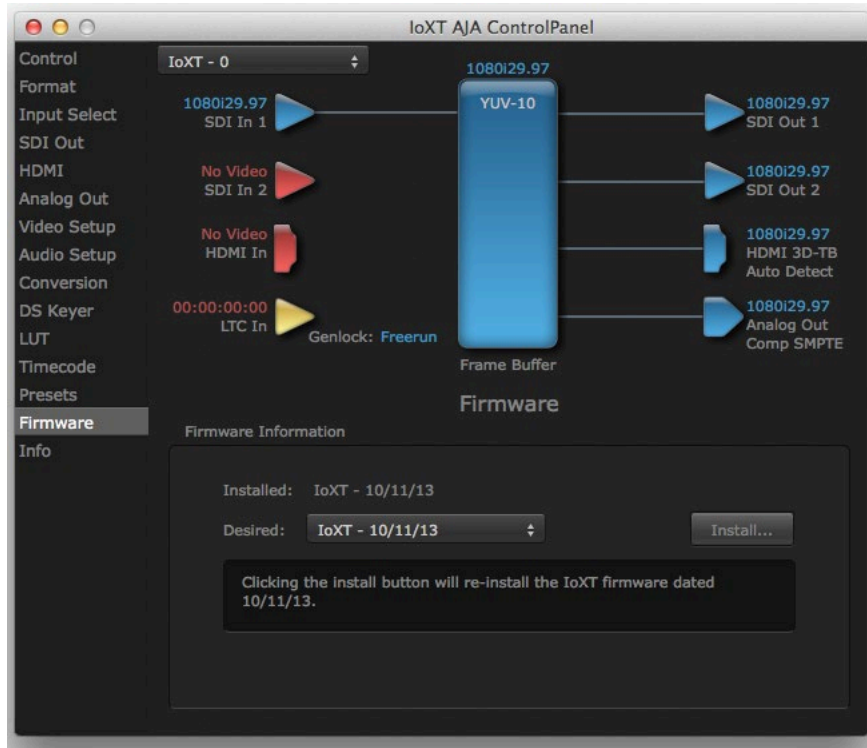 IoXT AJA ControlPanel
Control
Format
Input Select
SDI Out
HDMI
Analog Out
Video Setup
Audio Setup
Conversion
DS Keyer
LUT
Timecode
Presets
Firmware
Info
IoXT - 0
1080i29.97
YUV-10
1080i29.97
SDI In 1
No Video
SDI In 2
No Video
HDMI In
00:00:00:00
LTC In
Genlock: Freerun
Frame Buffer
1080i29.97
SDI Out 1
1080i29.97
SDI Out 2
1080i29.97
HDMI 3D-TB
Auto Detect
1080i29.97
Analog Out
Comp SMPTE
Firmware
Firmware Information
Installed: IoXT - 10/11/13
Desired: IoXT - 10/11/13
Install...
Clicking the install button will re-install the IoXT firmware dated
10/11/13.